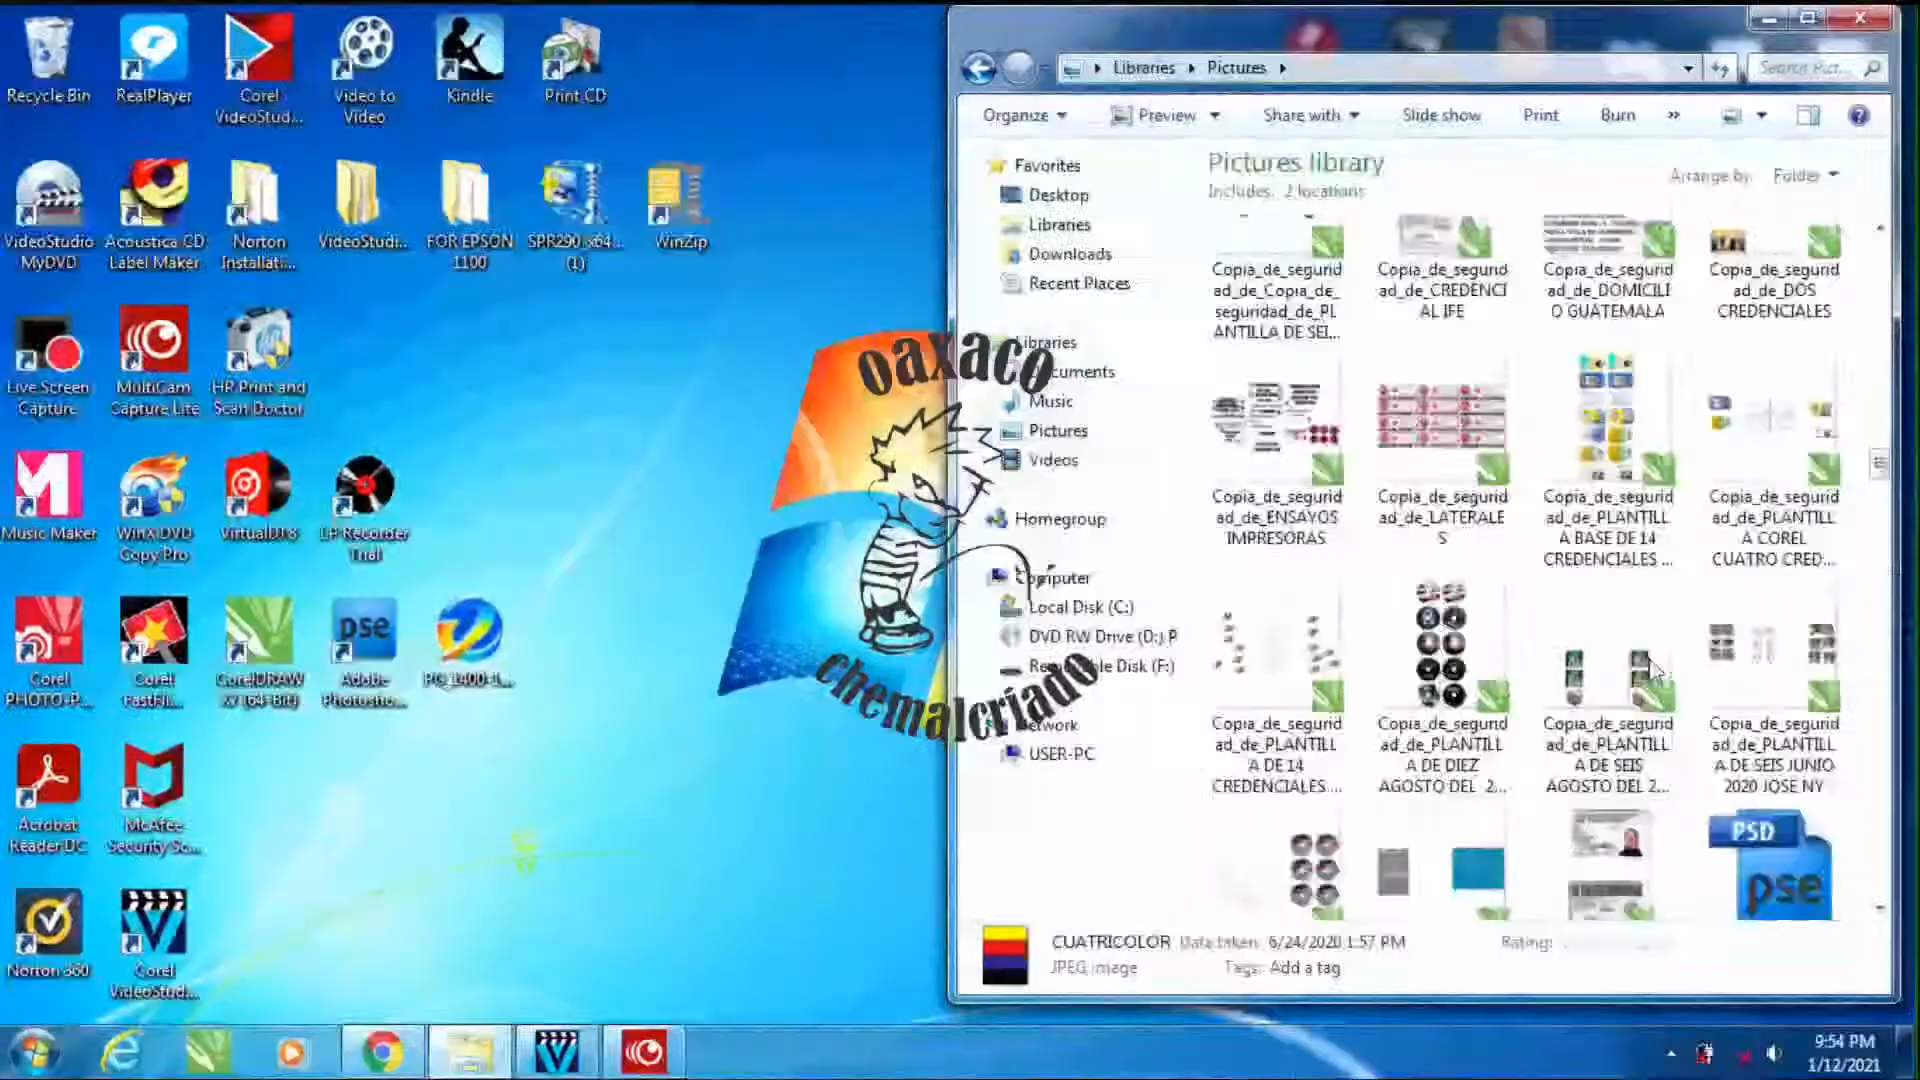 Recycle Bin
RealPlayer
Corel
VideoStud...
Video to
Video
Kindle
Print CD
VideoStudio
MyDVD
Acoustica CD
Label Maker
Norton
Installati...
VideoStudi...
FOR EPSON
1100
SPR290_x64...
(1)
WinZip
Live Screen
Capture
MultiCam
Capture Lite
HP Print and
Scan Doctor
Music Maker
WinX DVD
Copy Pro
VirtualDJ 8
LP Recorder
Trial
Corel
PHOTO-P...
Corel
FastFli...
CorelDRAW
X7 (64-Bit)
pse
Adobe
Photosho...
Acrobat
Reader DC
McAfee
Security Sc...
Norton 360
Corel
VideoStud...
oaxaco
chemalcriado
Libraries
Pictures
Search Pict...
Organize
Preview
Share with
Slide show
Print
Burn
»
Favorites
Desktop
Libraries
Downloads
Recent Places
Libraries
Music
Pictures
Videos
Homegroup
Computer
Local Disk (C:)
DVD RW Drive (D:) P
USER-PC
Pictures library
Includes: 2 locations
Arrange by:
Folder
Copia_de_segurid
ad_de_Copia_de_
seguridad_de_PL
ANTILLA DE SEI...
Copia_de_segurid
ad_de_CREDENCI
AL IFE
Copia_de_segurid
ad_de_DOMICILI
O GUATEMALA
Copia_de_segurid
ad_de_DOS
CREDENCIALES
Copia_de_segurid
ad_de_ENSAYOS
IMPRESORAS
Copia_de_segurid
ad_de_LATERALE
S
Copia_de_segurid
ad_de_PLANTILL
A BASE DE 14
CREDENCIALES ...
Copia_de_segurid
ad_de_PLANTILL
A COREL
CUATRO CRED...
Copia_de_segurid
ad_de_PLANTILL
A DE 14
CREDENCIALES ...
Copia_de_segurid
ad_de_PLANTILL
A DE DIEZ
AGOSTO DEL 2...
Copia_de_segurid
ad_de_PLANTILL
A DE SEIS
AGOSTO DEL 2...
Copia_de_segurid
ad_de_PLANTILL
A DE SEIS JUNIO
2020 JOSE NY
PSD
pse
CUATRICOLOR
Date taken: 6/24/2020 1:57 PM
Rating:
JPEG image
Tags: Add a tag
9:54 PM
1/12/2021